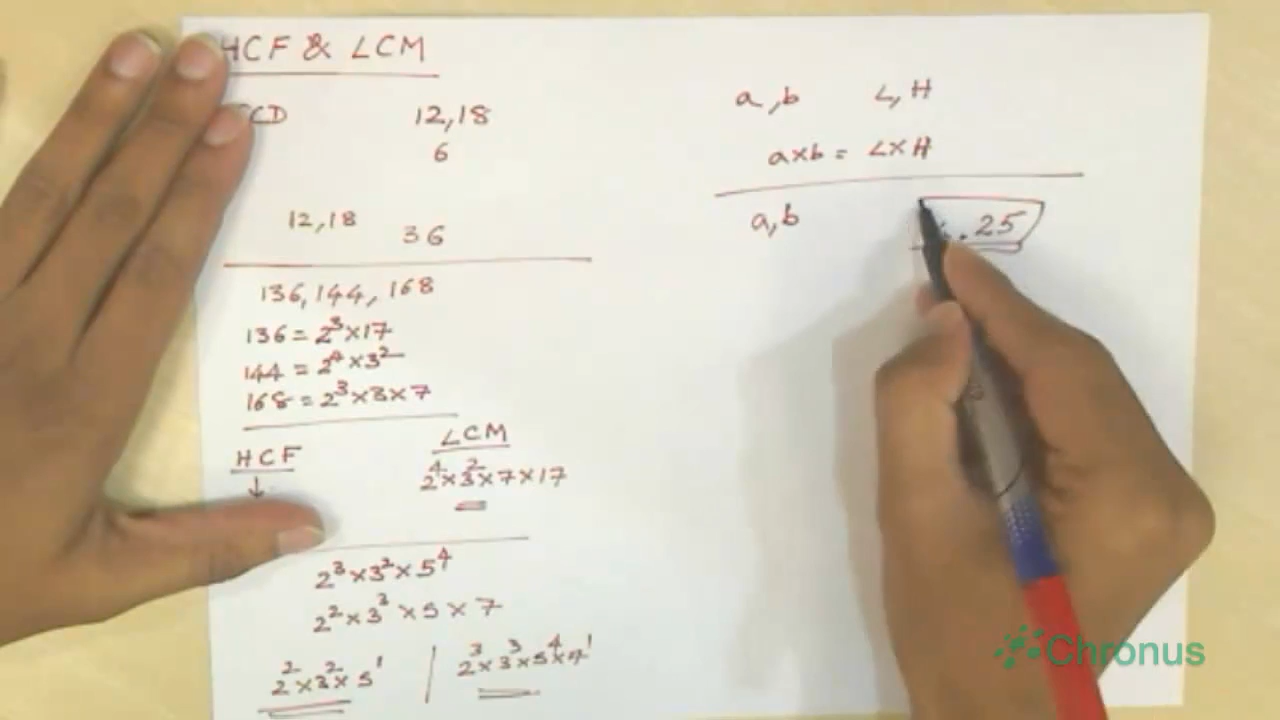 HCF & LCM
CD 12,18
6
12,18 36
136, 144, 168
136 = 2³×17
144 = 2⁴×3²
168 = 2³×3×7
HCF LCM
2⁴×3²×7×17
2³×3²×5⁴
2²×3³×5×7
2²×3²×5¹ 2³×3³×5⁴×7¹
a, b L, H
a×b = L×H
a,b 25
Chronus